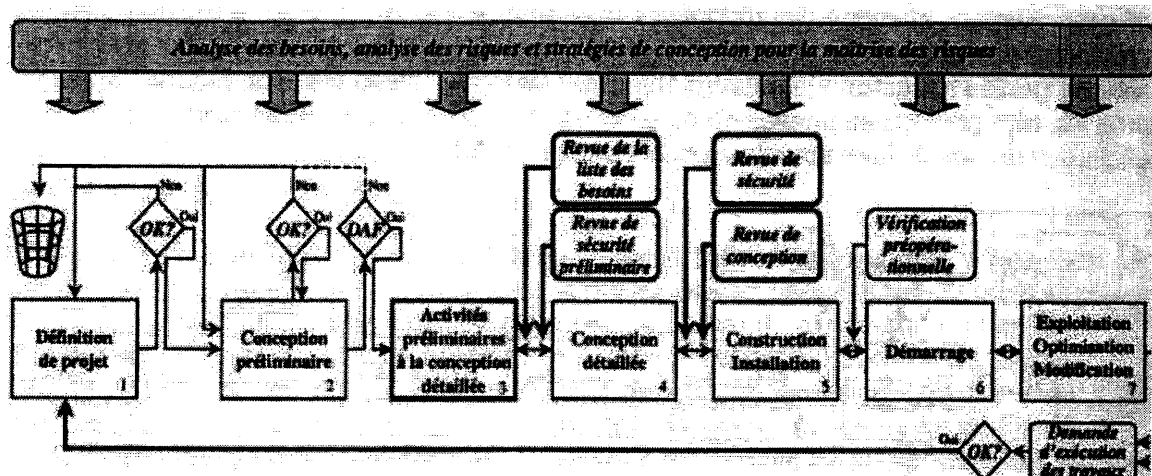 Analyse des besoins, analyse des risques et stratégies de conception pour la maîtrise des risques
Revue de la
liste des
besoins
Revue de
sécurité
Non
Non
Non
OK?
Oui
OK?
Oui
DAF
Oui
Revue de
sécurité
préliminaire
Revue de
conception
Vérification
préopéra-
tionnelle
Définition
de projet
1
Conception
préliminaire
2
Activités
préliminaires
à la conception
détaillée
3
Conception
détaillée
4
Construction
Installation
5
Démarrage
6
Exploitation
Optimisation
Modification
7
Oui
OK?
Demande
d'exécution
des travaux